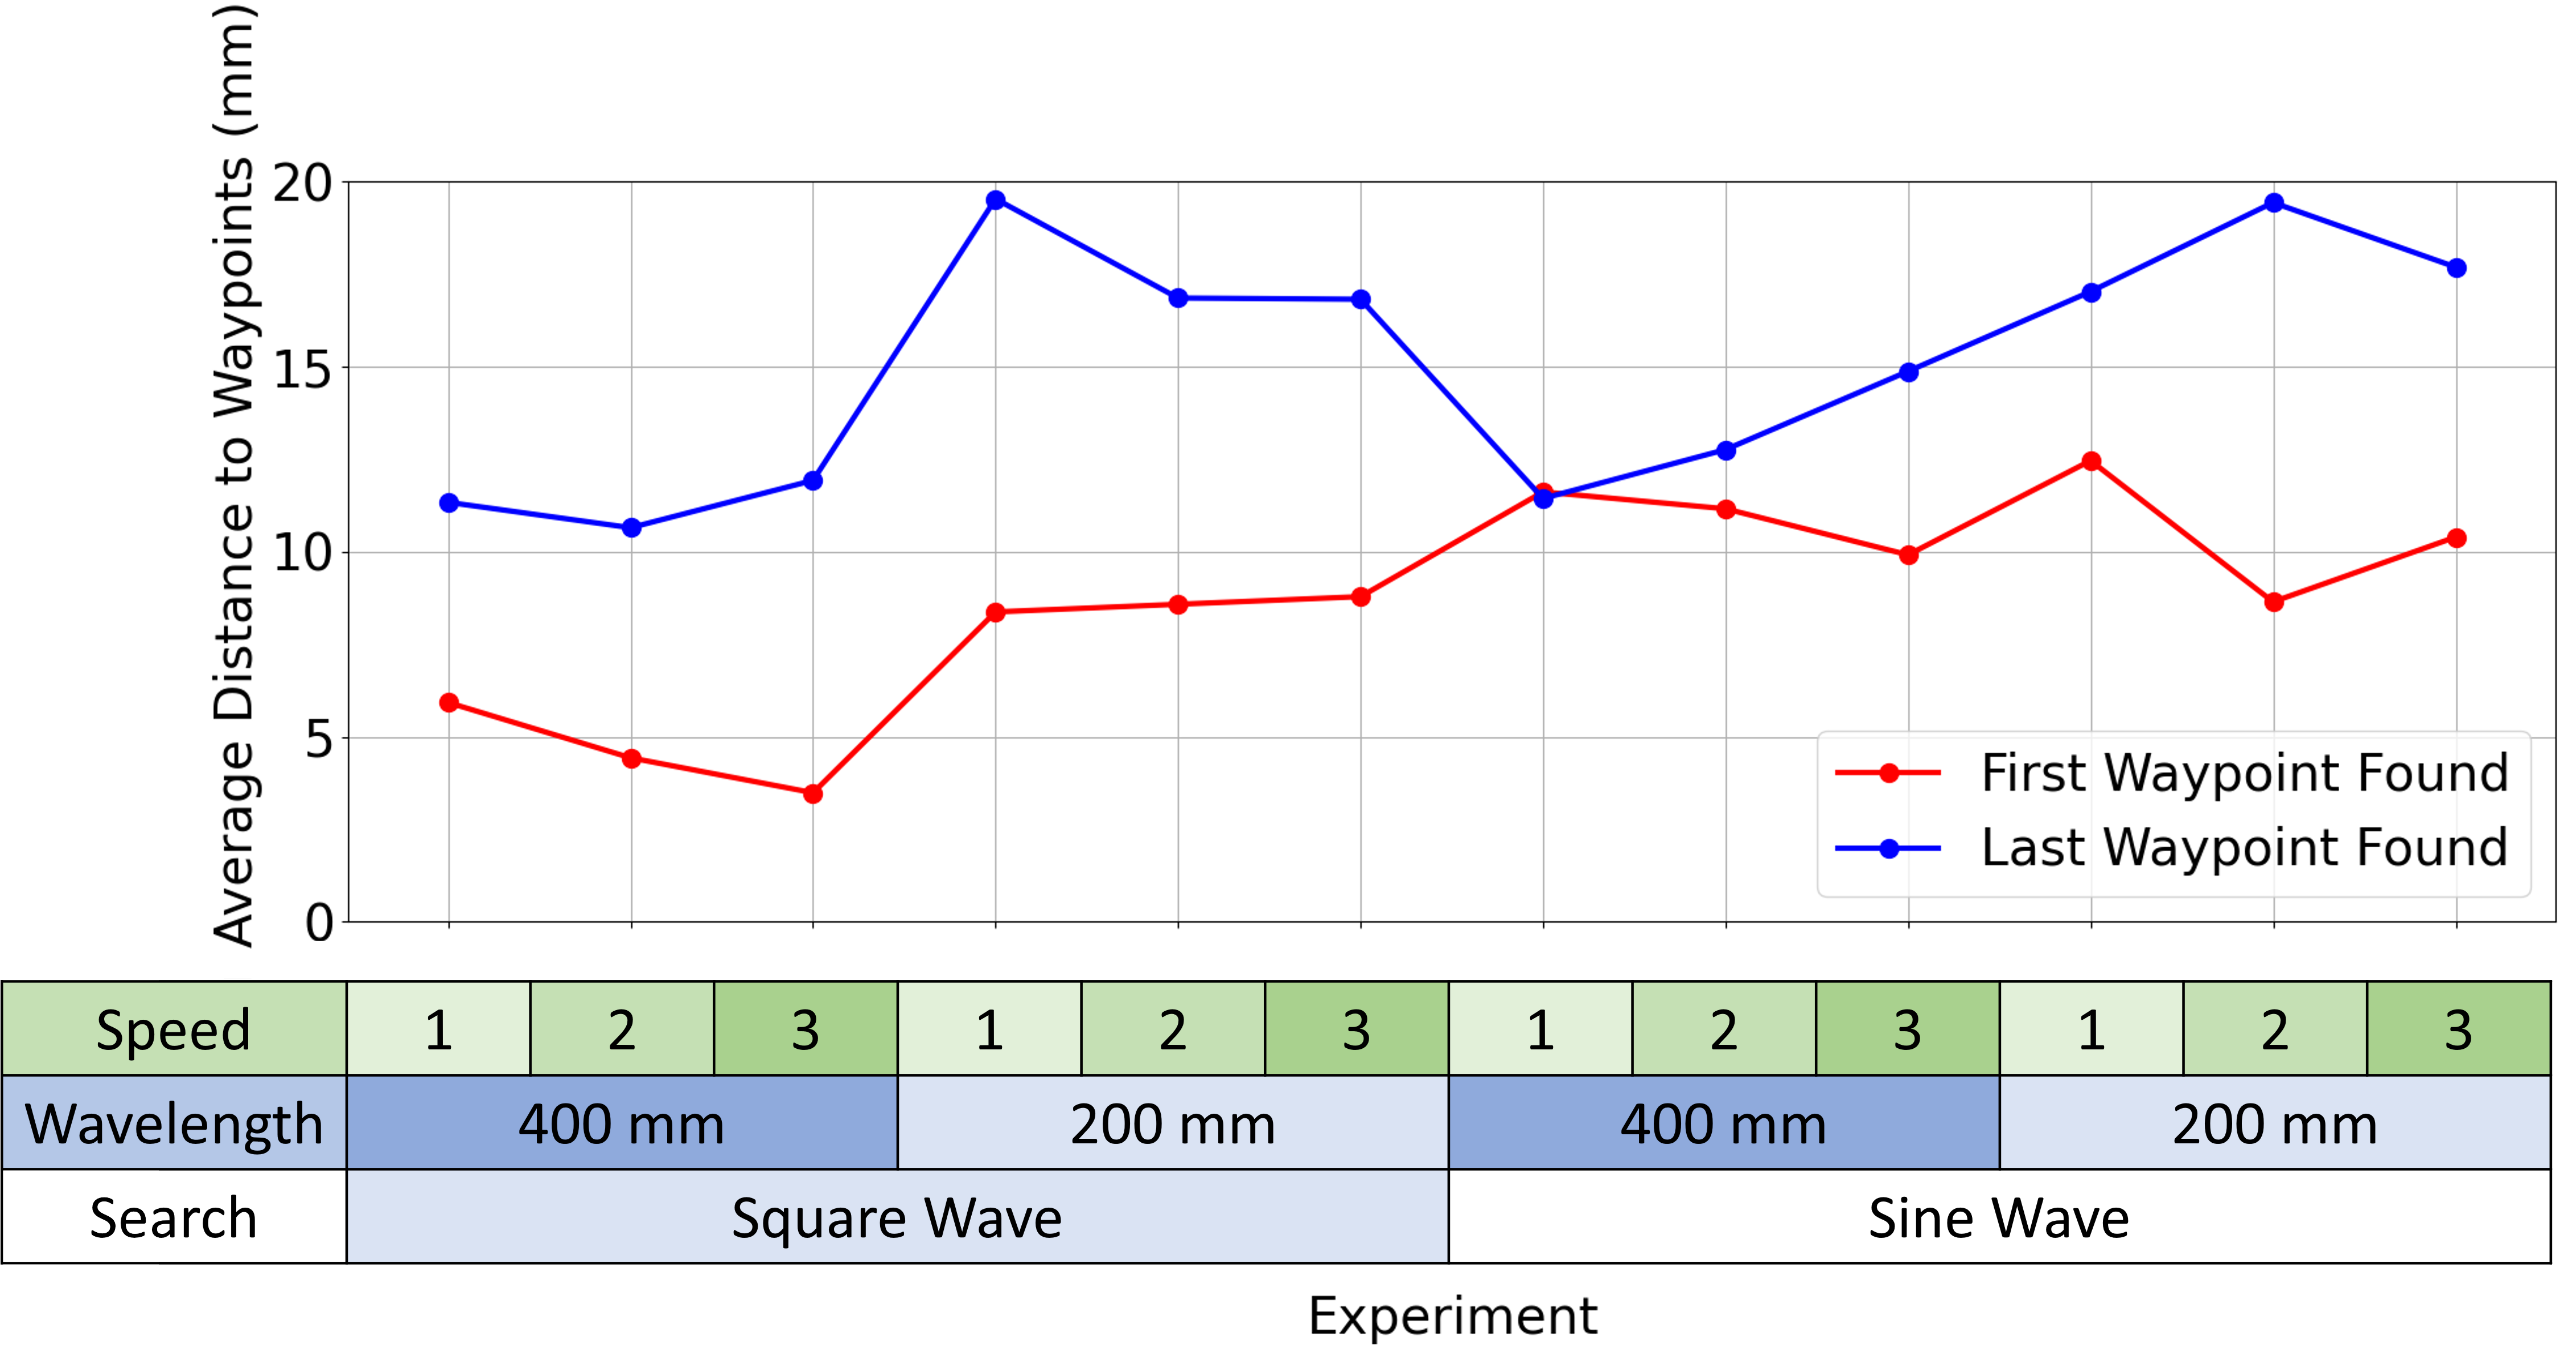 Average Distance to Waypoints (mm)
20
15
10
5
0
First Waypoint Found
Last Waypoint Found
Speed 1 2 3 1 2 3 1 2 3 1 2 3
Wavelength 400 mm 200 mm 400 mm 200 mm
Search Square Wave Sine Wave
Experiment